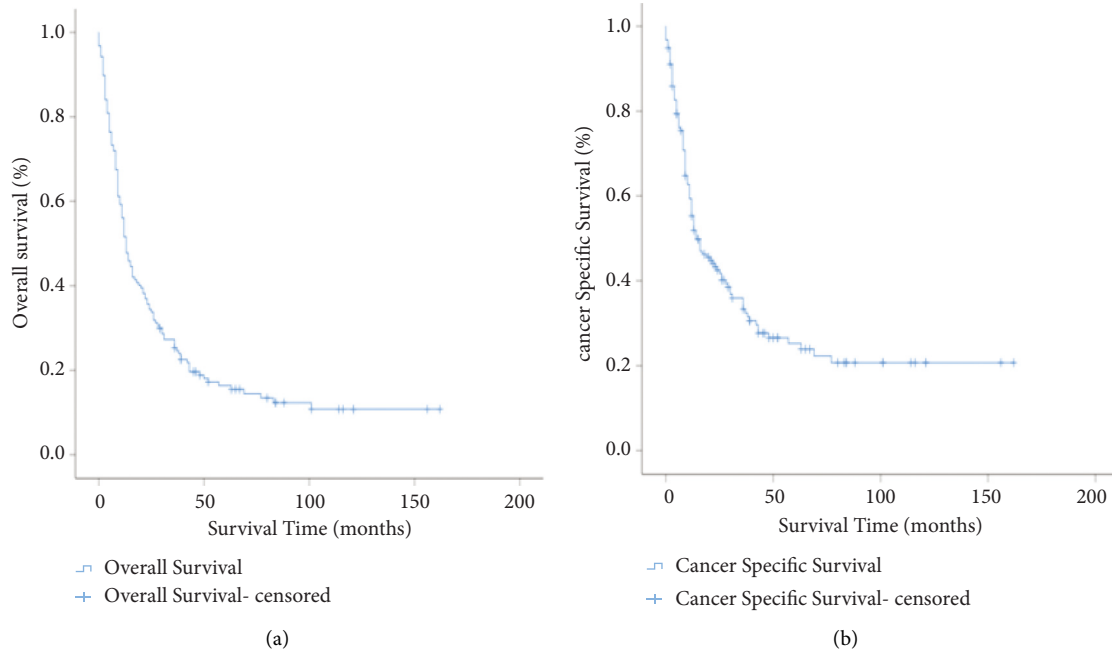 1.0
0.8
0.6
0.4
0.2
0.0
Overall survival (%)
0 50 100 150 200
Survival Time (months)
Overall Survival
Overall Survival- censored
(a)
1.0
0.8
0.6
0.4
0.2
0.0
cancer Specific Survival (%)
0 50 100 150 200
Survival Time (months)
Cancer Specific Survival
Cancer Specific Survival- censored
(b)